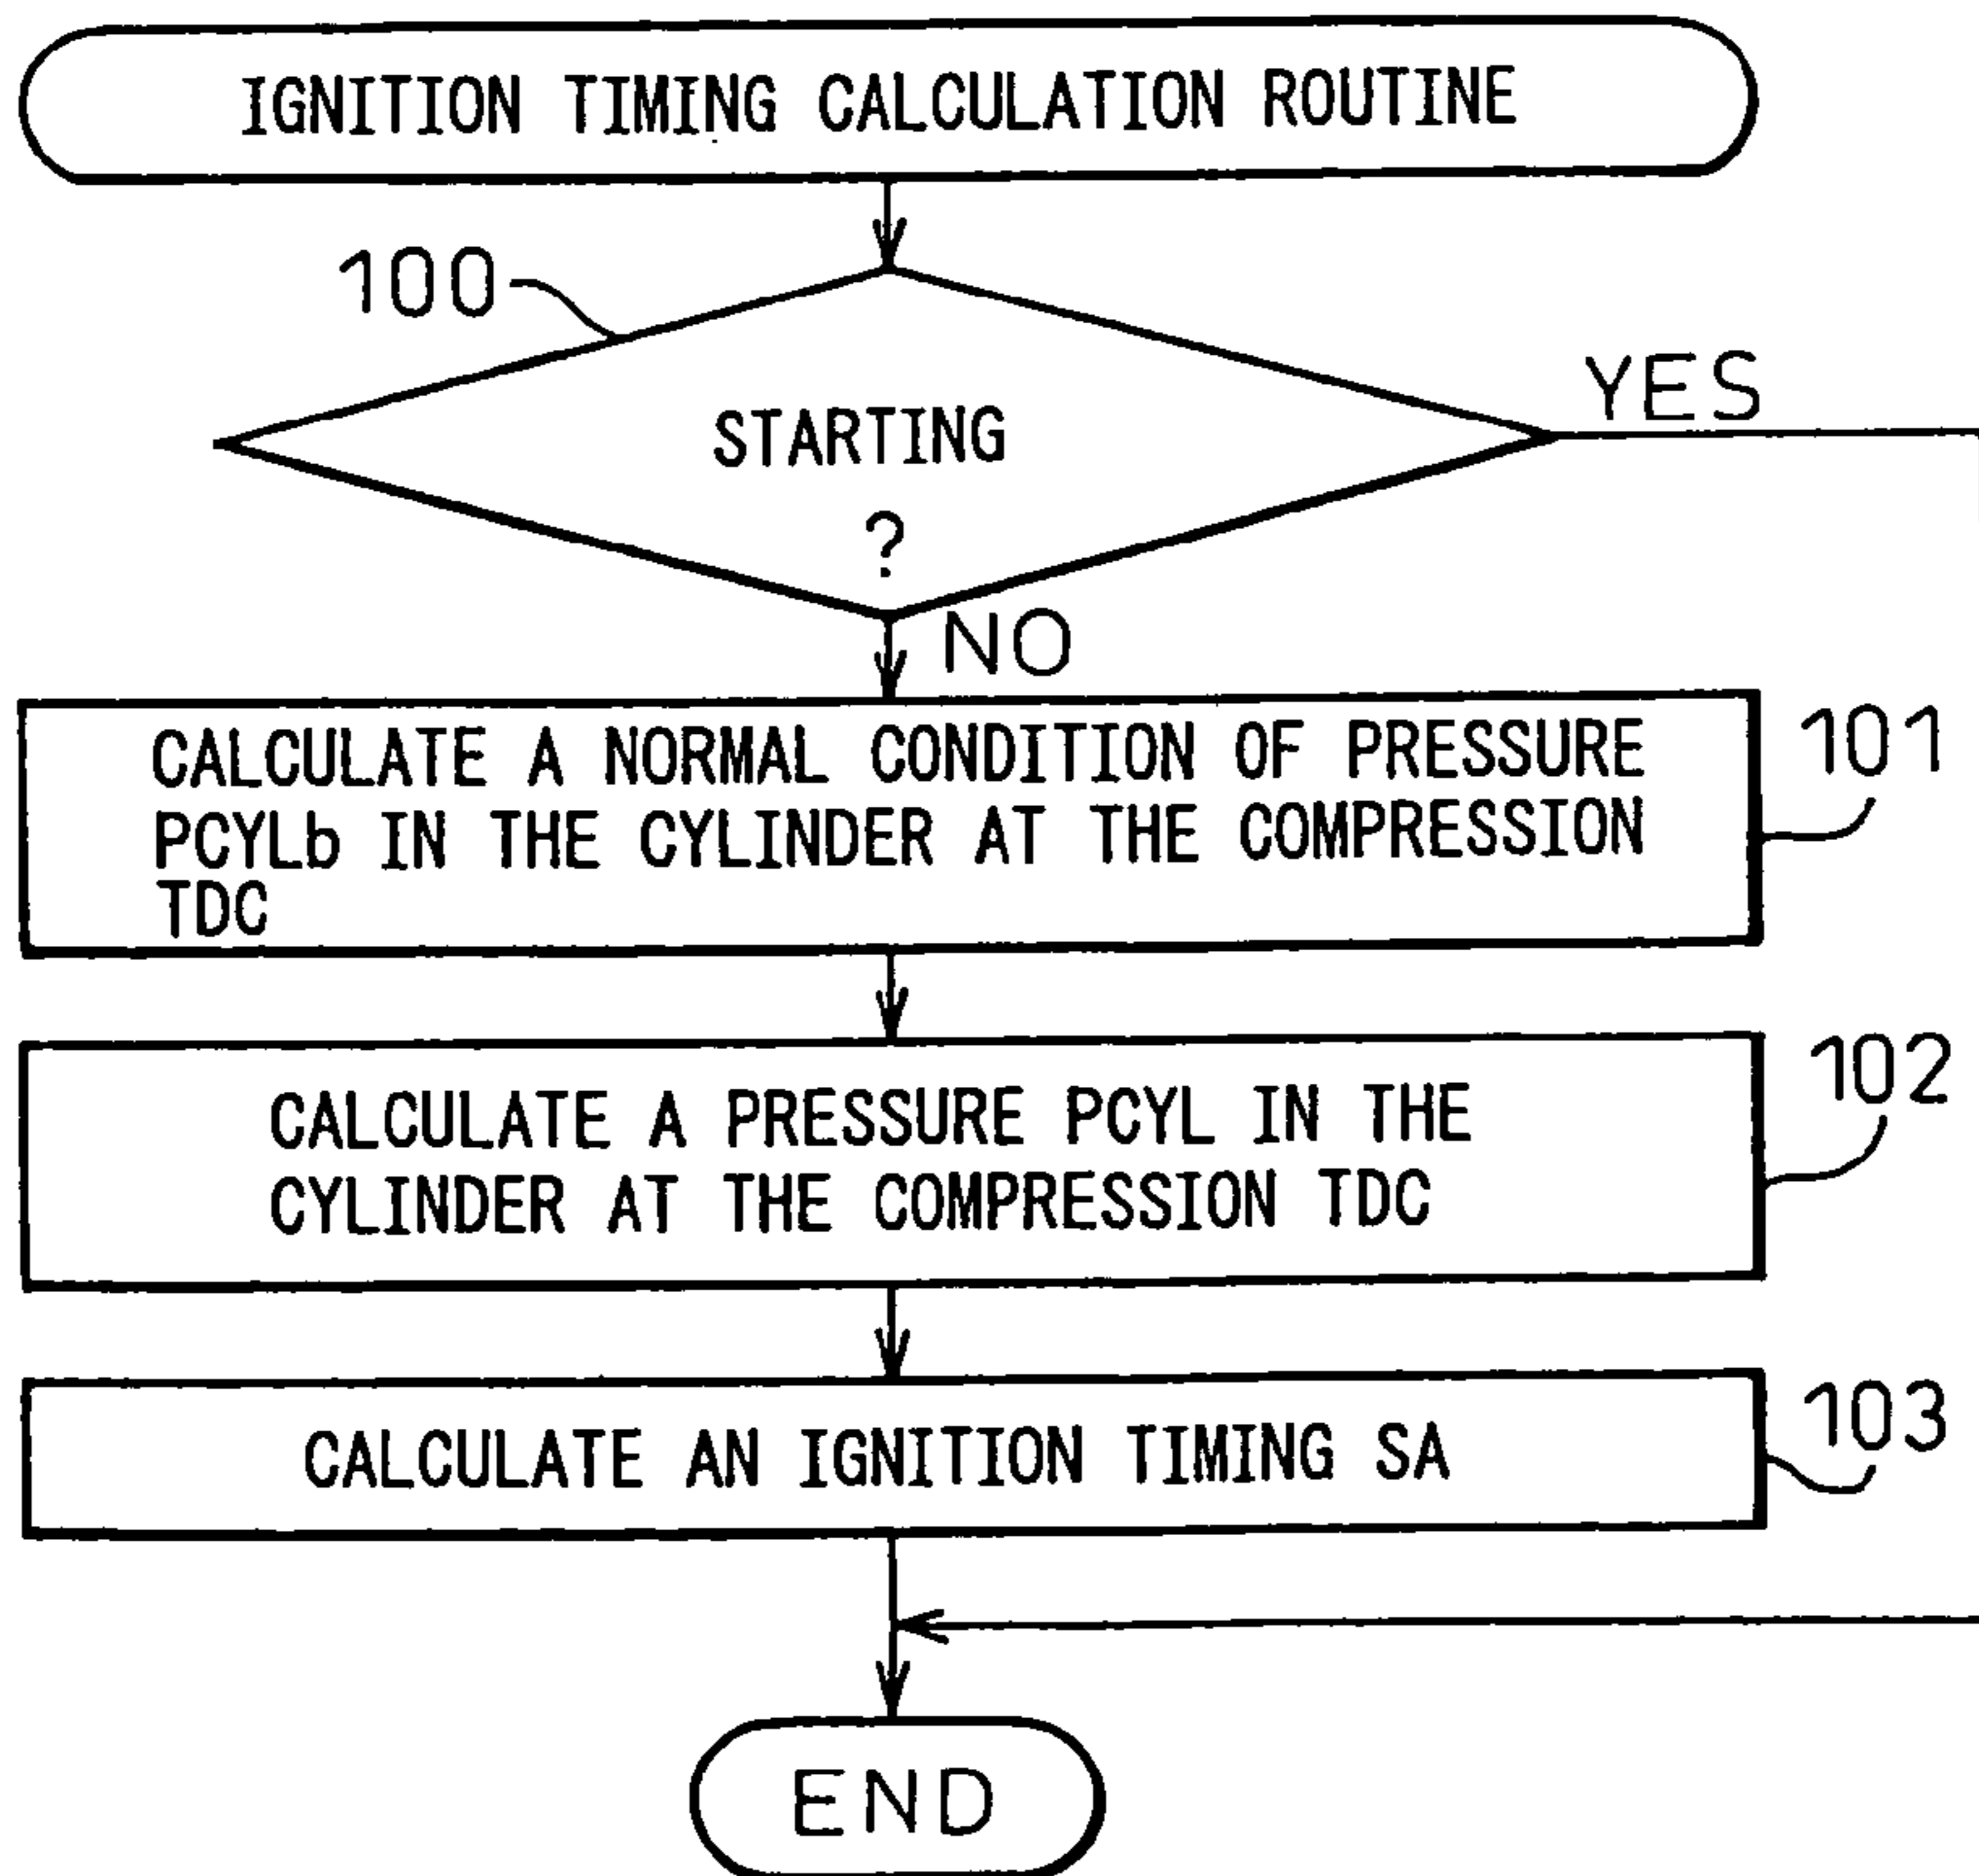 IGNITION TIMING CALCULATION ROUTINE
100
YES
STARTING
?
NO
CALCULATE A NORMAL CONDITION OF PRESSURE
PCYLb IN THE CYLINDER AT THE COMPRESSION
TDC
101
CALCULATE A PRESSURE PCYL IN THE
CYLINDER AT THE COMPRESSION TDC
102
CALCULATE AN IGNITION TIMING SA
103
END